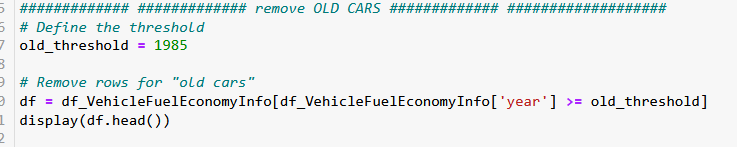 ############# ############# remove OLD CARS ############# ###################
# Define the threshold
old_threshold = 1985
# Remove rows for "old cars"
df = df_VehicleFuelEconomyInfo[df_VehicleFuelEconomyInfo['year'] >= old_threshold]
display(df.head())